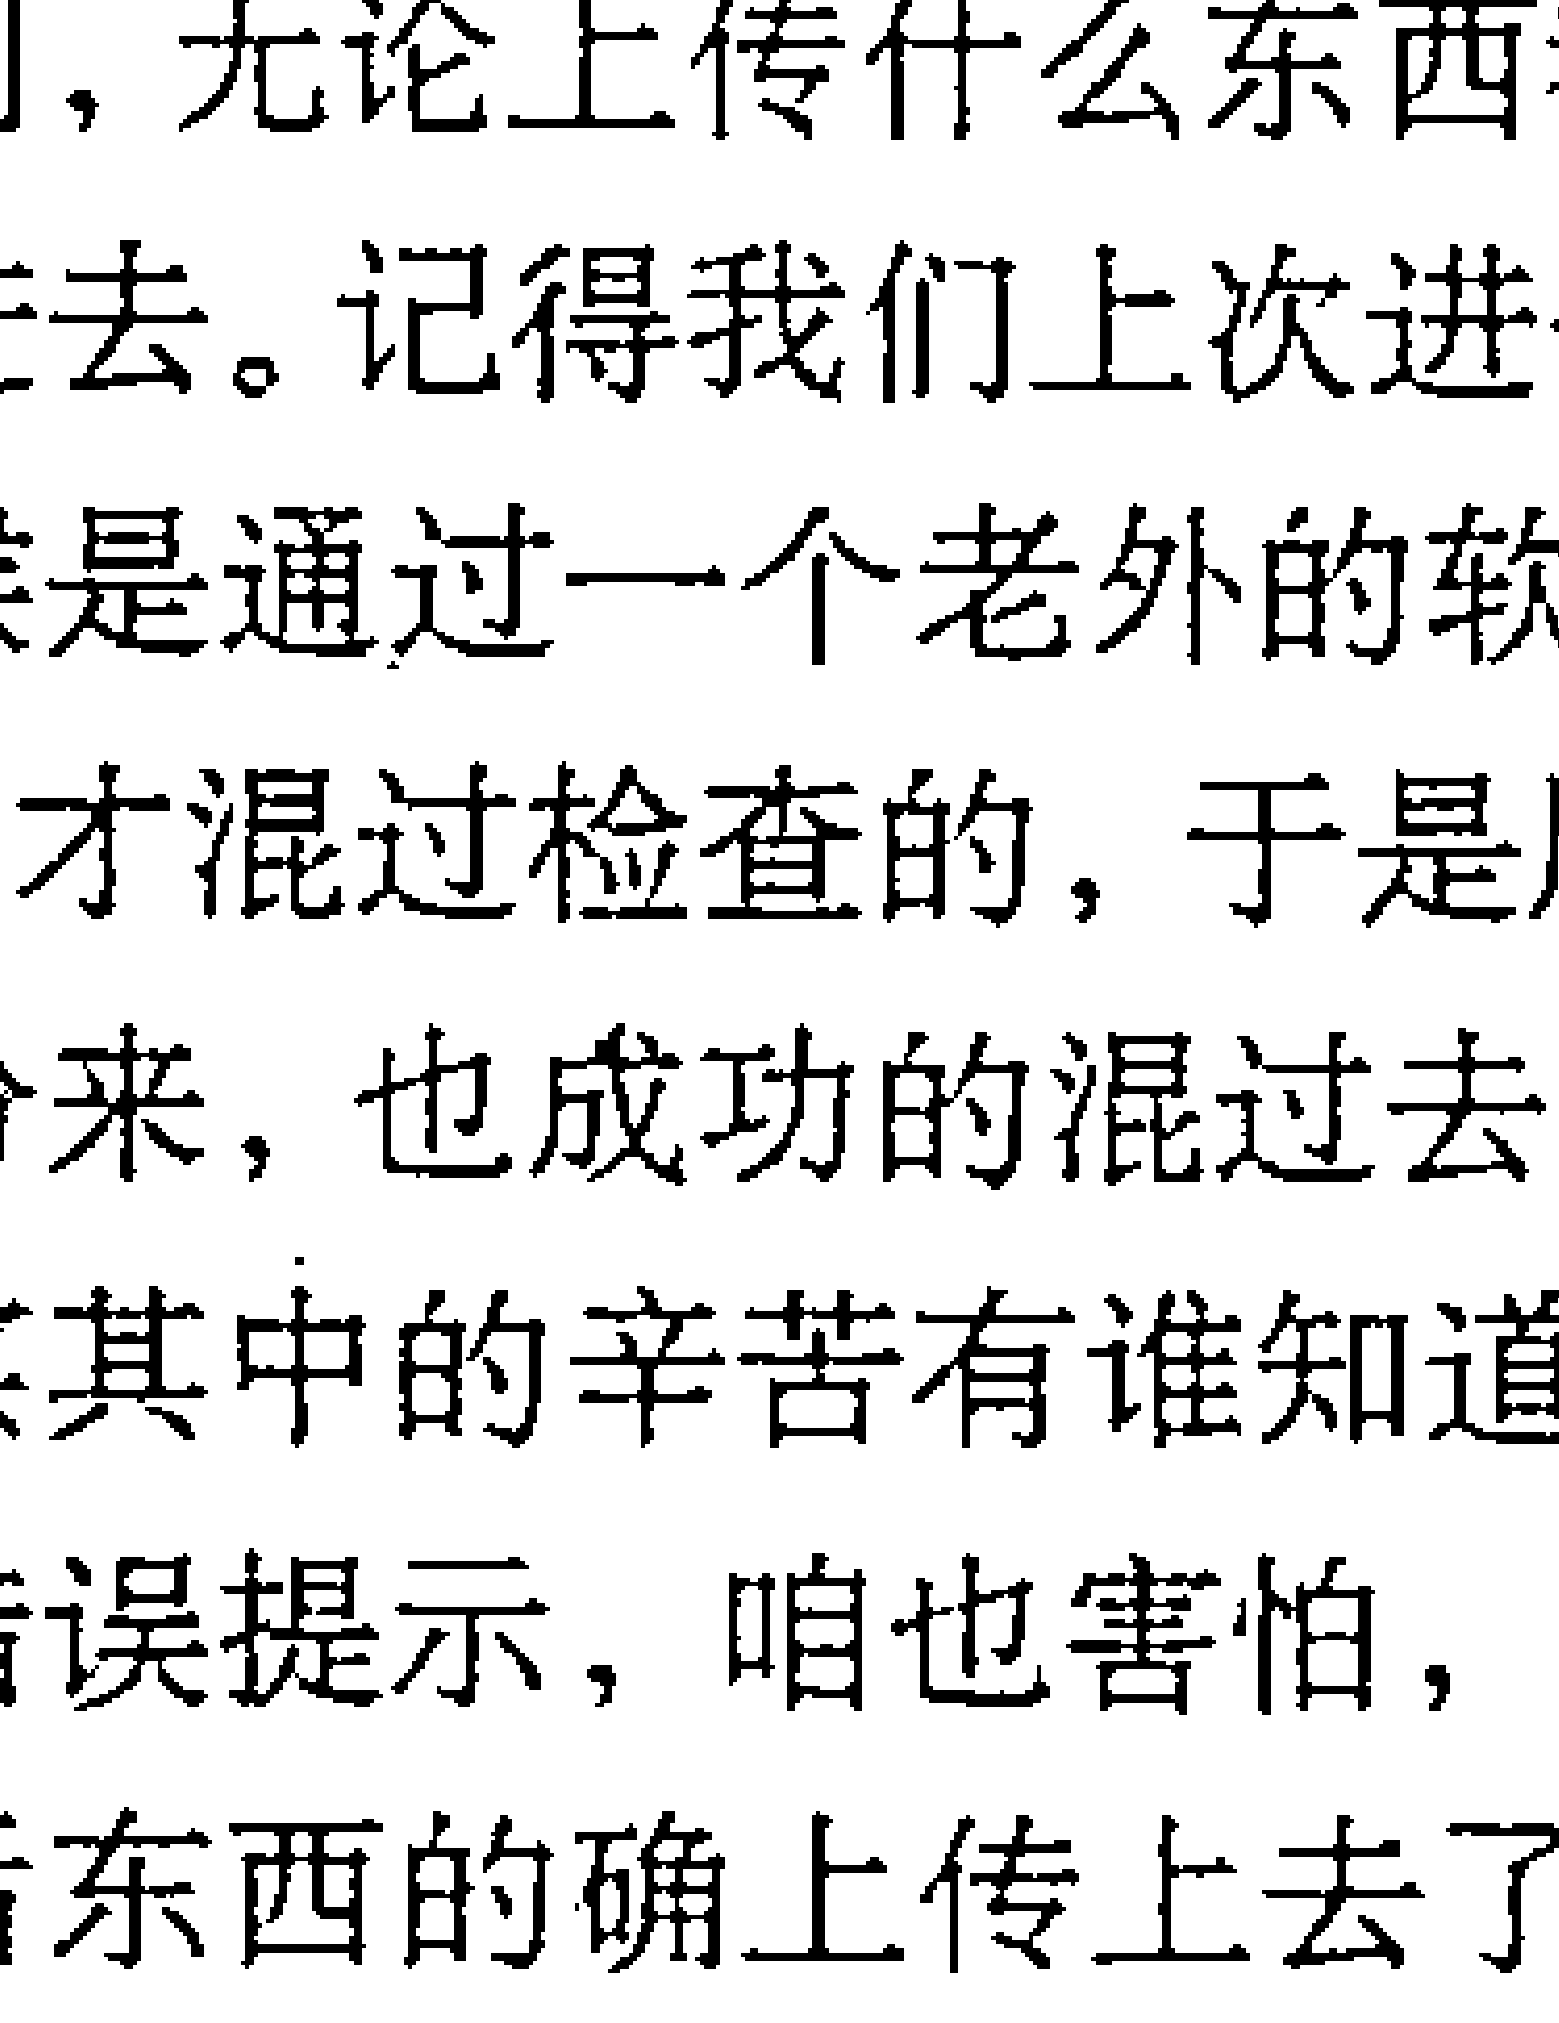 ，无论上传什么东西
去。记得我们上次进
是通过一个老外的软
才混过检查的，于是
来，也成功的混过去
其中的辛苦有谁知道
误提示，咱也害怕，
东西的确上传上去了